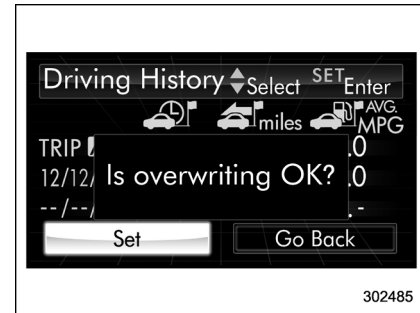 Driving History Select SET Enter
miles AVG. MPG
TRIP .0
12/12/ .0
Is overwriting OK?
--/--/ .-
Set Go Back
302485